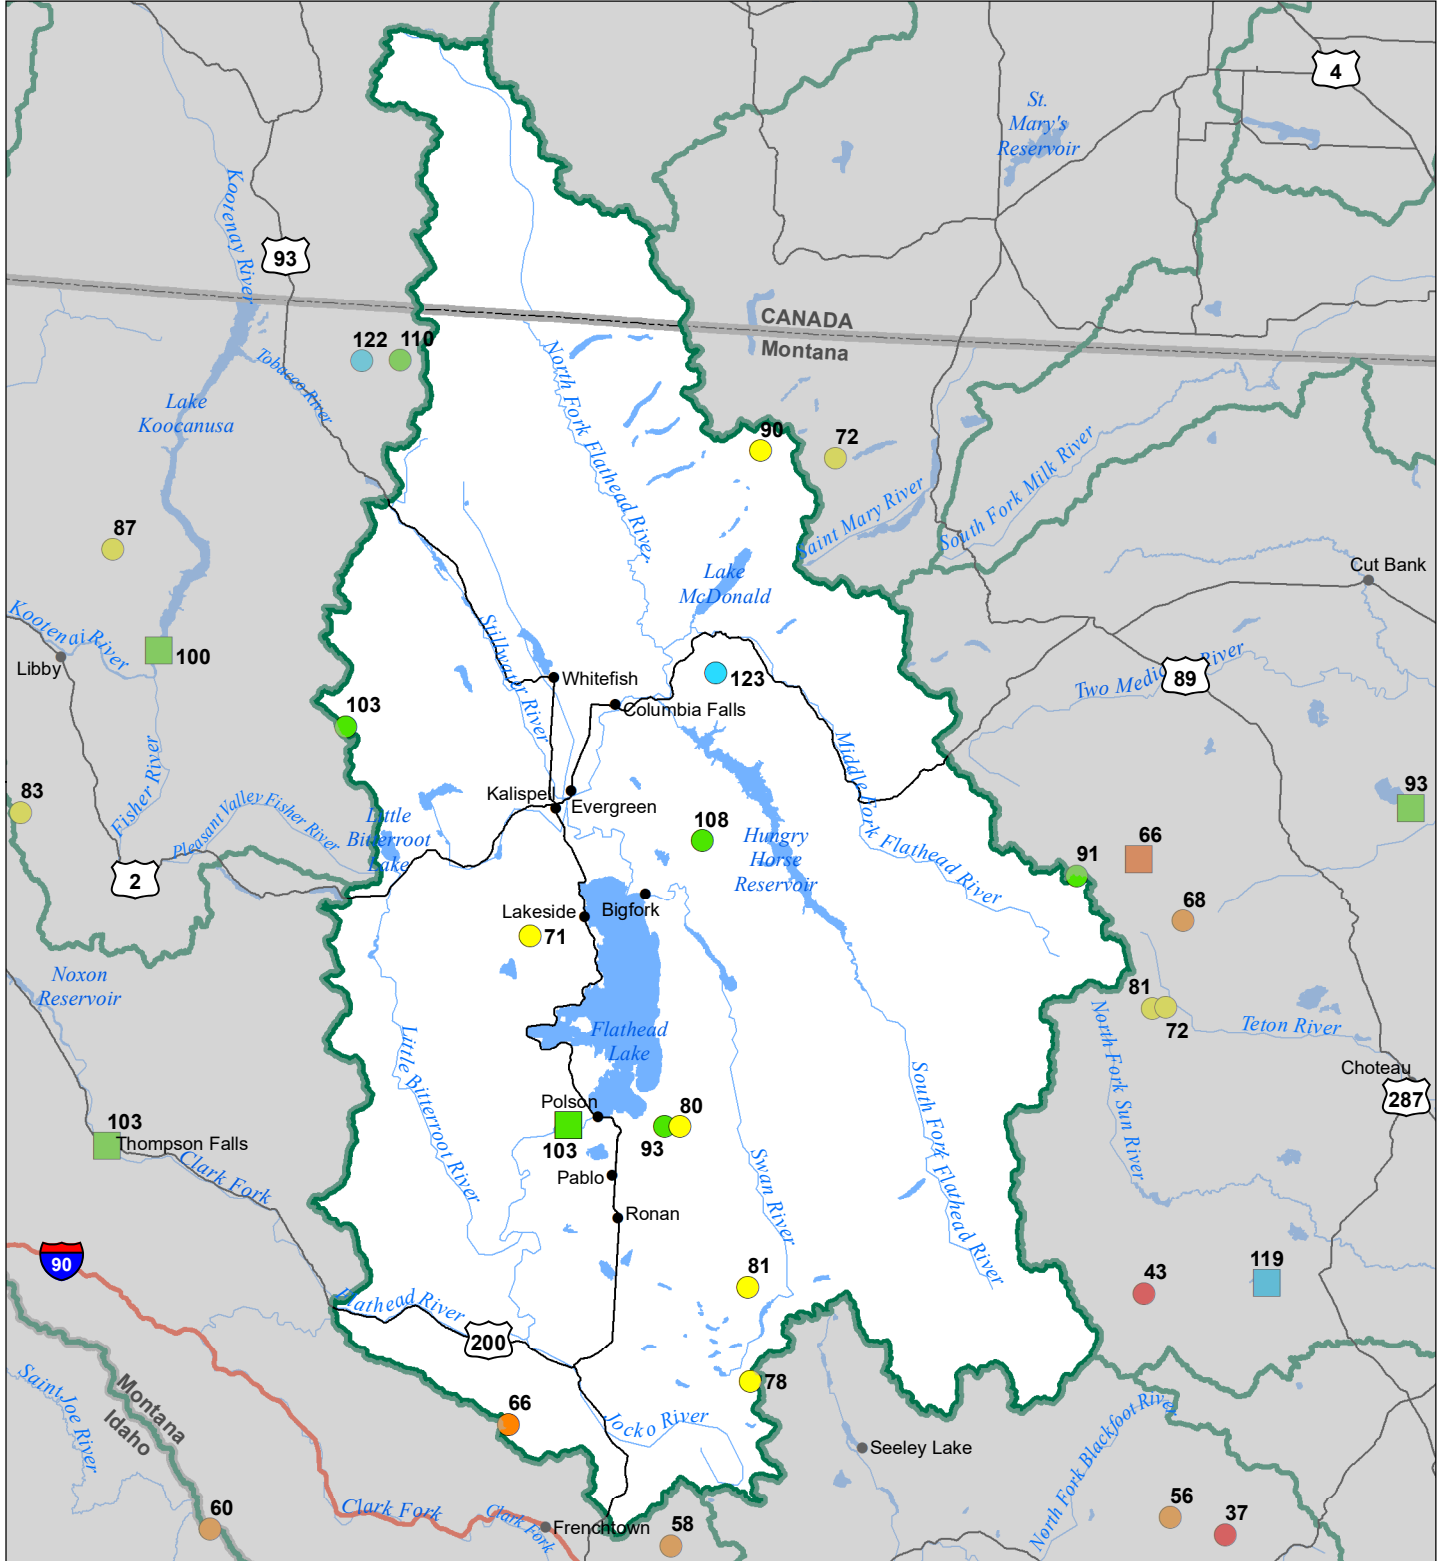 4
St.
Mary's
Reservoir
Kootenay River
93
CANADA
Montana
122
110
Tobacco River
North Fork Flathead River
Lake
Koocanusa
90
72
Saint Mary River
South Fork Milk River
87
Cut Bank
Lake
McDonald
Kootenai River
Libby
100
Stillwater River
Whitefish
123
Columbia Falls
Two Medicine River
89
103
Middle Fork Flathead River
Fisher River
83
Pleasant Valley Fisher River
Little
Bitterroot
Lake
Kalispell
Evergreen
108
Hungry
Horse
Reservoir
93
66
91
2
68
Lakeside
Bigfork
71
Noxon
Reservoir
81
72
North Fork Sun River
Teton River
Flathead
Lake
Little Bitterroot River
South Fork Flathead River
Choteau
287
Polson
103
80
93
103
Thompson Falls
Clark Fork
Pablo
Swan River
Ronan
90
81
43
119
Flathead River
200
78
Saint Joe River
Montana
Idaho
66
Jocko River
North Fork Blackfoot River
Seeley Lake
60
Clark Fork
Clark Fork
Frenchtown
58
56
37